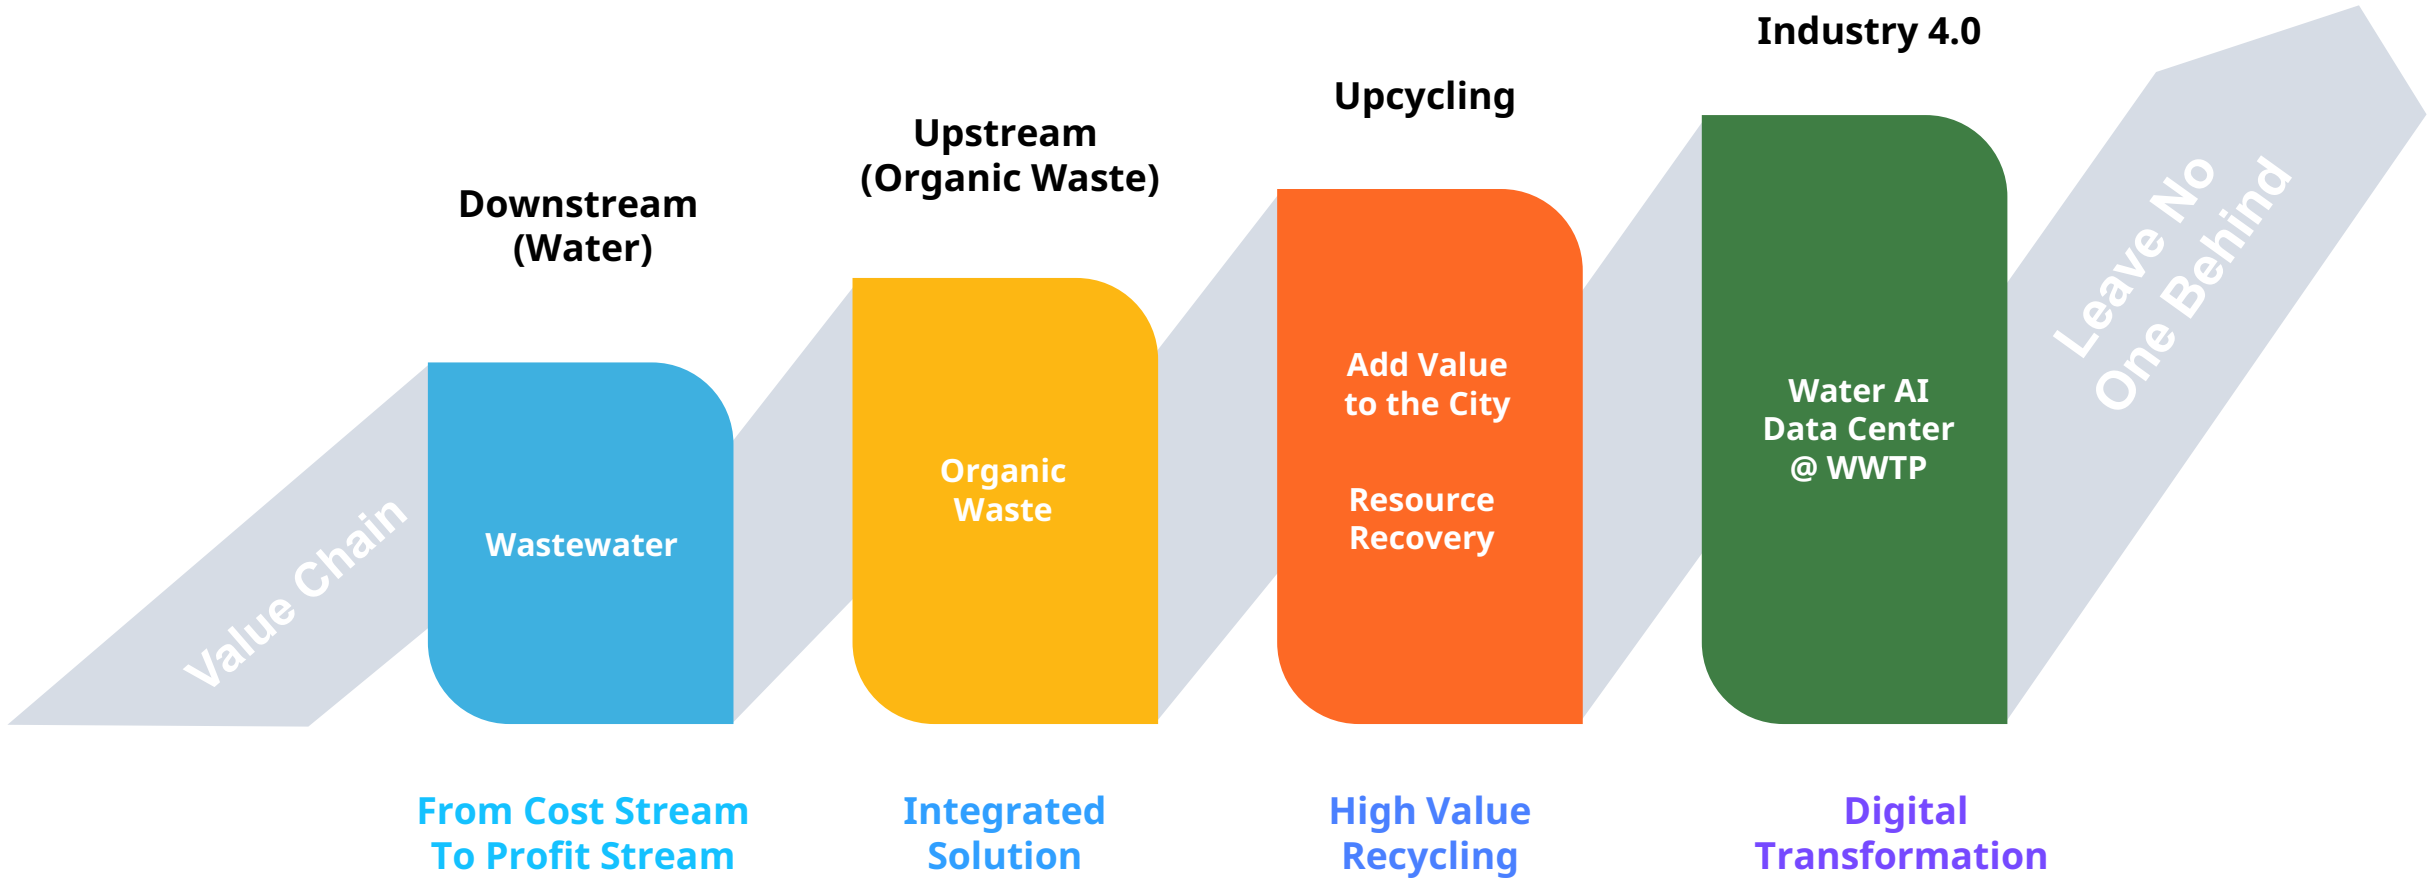 Value Chain
Downstream
(Water)
Wastewater
From Cost Stream
To Profit Stream
Upstream
(Organic Waste)
Organic
Waste
Integrated
Solution
Upcycling
Add Value
to the City
Resource
Recovery
High Value
Recycling
Industry 4.0
Water AI
Data Center
@ WWTP
Digital
Transformation
Leave No
One Behind